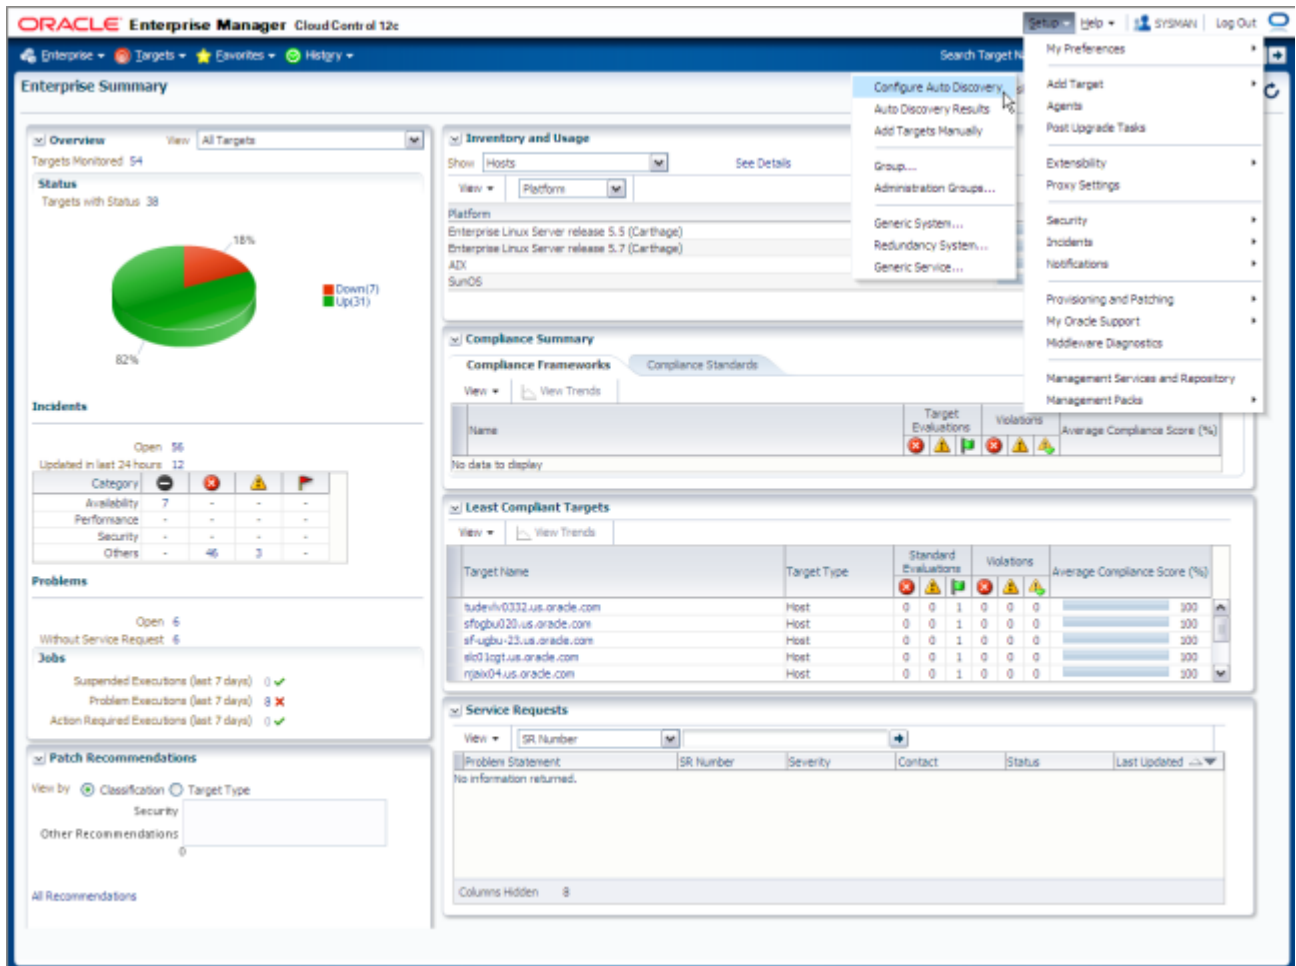 ORACLE Enterprise Manager Cloud Control 12c
Setup Help SYSMAN Log Out
Enterprise Targets Favorites History
Search Target N
Enterprise Summary
Overview View All Targets
Targets Monitored 54
Status
Targets with Status 38
18%
Down(7)
Up(31)
82%
Incidents
Open 56
Updated in last 24 hours 12
Category
Availability 7 - - -
Performance - - - -
Security - - - -
Others - 46 3 -
Problems
Open 6
Without Service Request 6
Jobs
Suspended Executions (last 7 days) 0
Problem Executions (last 7 days) 8
Action Required Executions (last 7 days) 0
Patch Recommendations
View by Classification Target Type
Security
Other Recommendations
0
All Recommendations
Inventory and Usage
Show Hosts See Details
View Platform
Platform
Enterprise Linux Server release 5.5 (Carthage)
Enterprise Linux Server release 5.7 (Carthage)
AIX
SunOS
Compliance Summary
Compliance Frameworks Compliance Standards
View View Trends
Name Target Evaluations Violations Average Compliance Score (%)
No data to display
Least Compliant Targets
View View Trends
Target Name Target Type Standard Evaluations Violations Average Compliance Score (%)
tudevlv0332.us.oracle.com Host 0 0 1 0 0 0 100
sfogbu020.us.oracle.com Host 0 0 1 0 0 0 100
sf-ugbu-23.us.oracle.com Host 0 0 1 0 0 0 100
slc01cgt.us.oracle.com Host 0 0 1 0 0 0 100
njaix04.us.oracle.com Host 0 0 1 0 0 0 100
Service Requests
View SR Number
Problem Statement SR Number Severity Contact Status Last Updated
No information returned.
Columns Hidden 8
Configure Auto Discovery
Auto Discovery Results
Add Targets Manually
Group...
Administration Groups...
Generic System...
Redundancy System...
Generic Service...
My Preferences
Add Target
Agents
Post Upgrade Tasks
Extensibility
Proxy Settings
Security
Incidents
Notifications
Provisioning and Patching
My Oracle Support
Middleware Diagnostics
Management Services and Repository
Management Packs